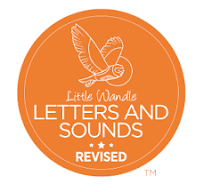 Little Wandle
LETTERS AND
SOUNDS
REVISED
TM